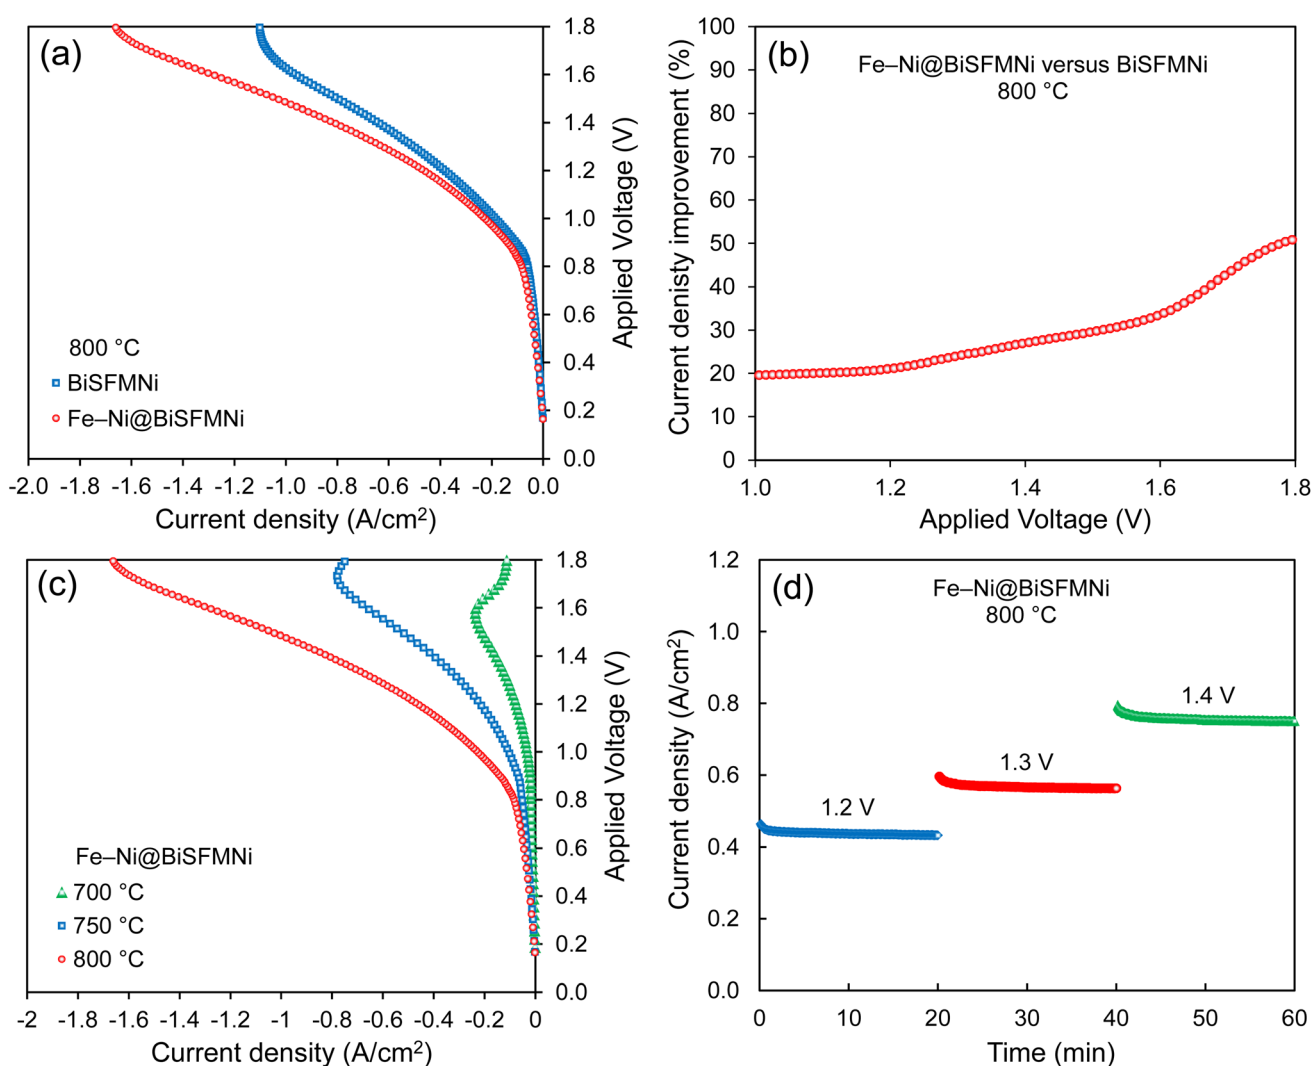 (a)
1.8
1.6
1.4
1.2
1.0
0.8
0.6
0.4
0.2
0.0
Applied Voltage (V)
800 °C
BiSFMNi
Fe–Ni@BiSFMNi
-2.0 -1.8 -1.6 -1.4 -1.2 -1.0 -0.8 -0.6 -0.4 -0.2 0.0
Current density (A/cm²)
(b)
Fe–Ni@BiSFMNi versus BiSFMNi
800 °C
100
90
80
70
60
50
40
30
20
10
0
Current denisty improvement (%)
1.0 1.2 1.4 1.6 1.8
Applied Voltage (V)
(c)
1.8
1.6
1.4
1.2
1.0
0.8
0.6
0.4
0.2
0.0
Applied Voltage (V)
Fe–Ni@BiSFMNi
700 °C
750 °C
800 °C
-2 -1.8 -1.6 -1.4 -1.2 -1 -0.8 -0.6 -0.4 -0.2 0
Current density (A/cm²)
(d)
Fe–Ni@BiSFMNi
800 °C
1.2
1.0
0.8
0.6
0.4
0.2
0.0
Current density (A/cm²)
1.4 V
1.3 V
1.2 V
0 10 20 30 40 50 60
Time (min)